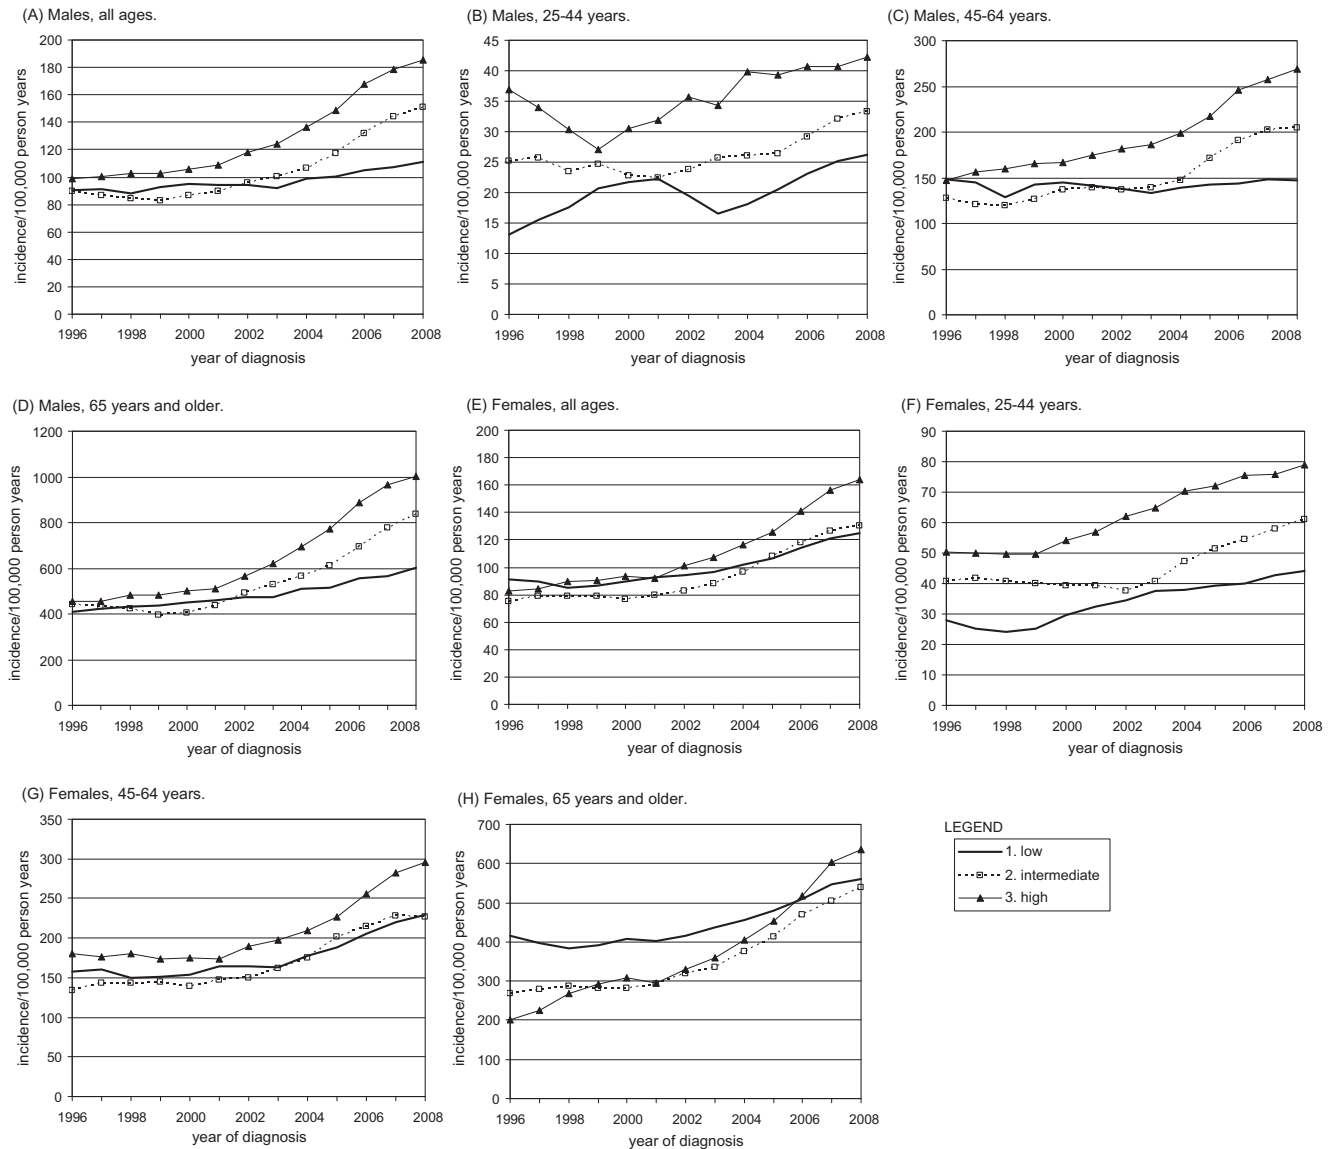 (A) Males, all ages.
incidence/100,000 person years
200
180
160
140
120
100
80
60
40
20
0
1996 1998 2000 2002 2004 2006 2008
year of diagnosis
(B) Males, 25-44 years.
incidence/100,000 person years
45
40
35
30
25
20
15
10
5
0
1996 1998 2000 2002 2004 2006 2008
year of diagnosis
(C) Males, 45-64 years.
incidence/100,000 person years
300
250
200
150
100
50
0
1996 1998 2000 2002 2004 2006 2008
year of diagnosis
(D) Males, 65 years and older.
incidence/100,000 person years
1200
1000
800
600
400
200
0
1996 1998 2000 2002 2004 2006 2008
year of diagnosis
(E) Females, all ages.
incidence/100,000 person years
200
180
160
140
120
100
80
60
40
20
0
1996 1998 2000 2002 2004 2006 2008
year of diagnosis
(F) Females, 25-44 years.
incidence/100,000 person years
90
80
70
60
50
40
30
20
10
0
1996 1998 2000 2002 2004 2006 2008
year of diagnosis
(G) Females, 45-64 years.
incidence/100,000 person years
350
300
250
200
150
100
50
0
1996 1998 2000 2002 2004 2006 2008
year of diagnosis
(H) Females, 65 years and older.
incidence/100,000 person years
700
600
500
400
300
200
100
0
1996 1998 2000 2002 2004 2006 2008
year of diagnosis
LEGEND
1. low
2. intermediate
3. high